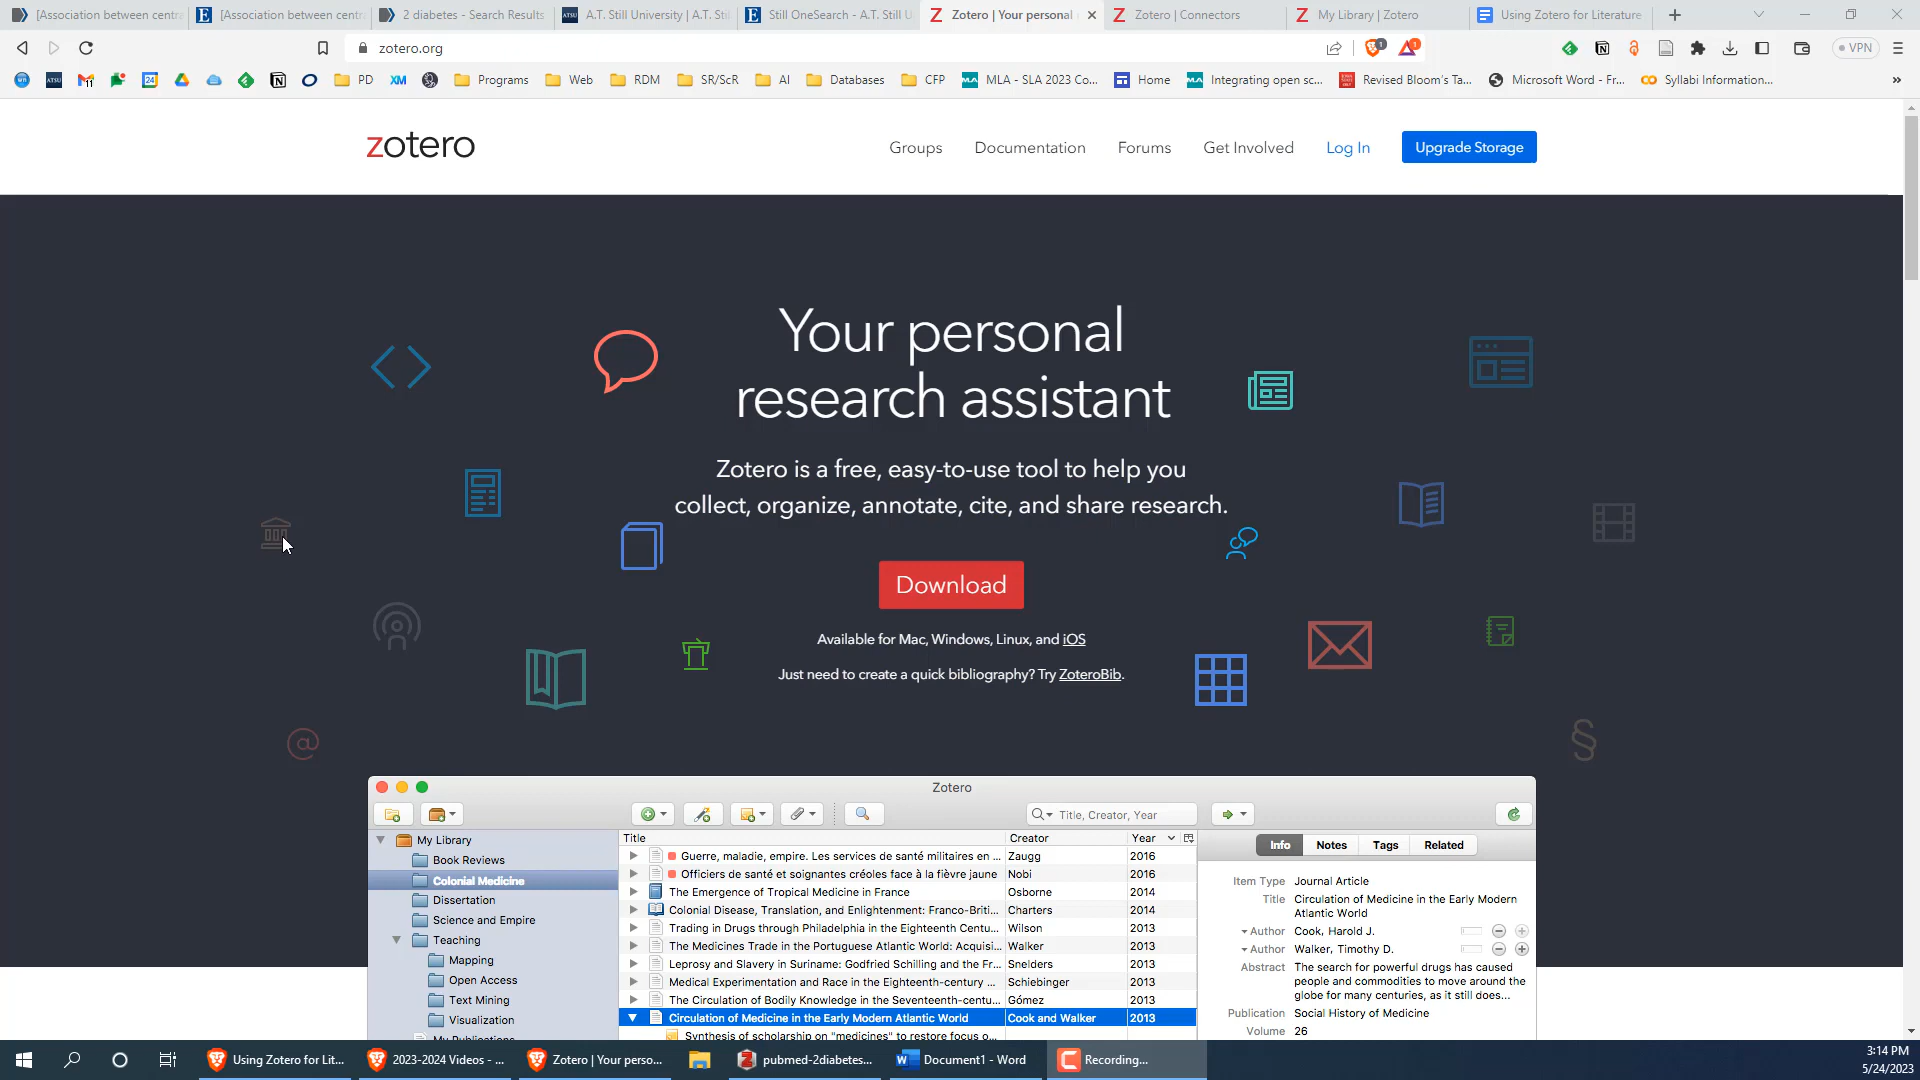 [Association between centra
[Association between centra
2 diabetes - Search Results
A.T. Still University | A.T. Sti
Still OneSearch - A.T. Still U
Zotero | Your personal
Zotero | Connectors
My Library | Zotero
Using Zotero for Literature
zotero.org
VPN
PD
Programs
Web
RDM
SR/ScR
AI
Databases
CFP
MLA - SLA 2023 Co...
Home
Integrating open sc...
Revised Bloom's Ta...
Microsoft Word - Fr...
Syllabi Information...
zotero
Groups
Documentation
Forums
Get Involved
Log In
Upgrade Storage
Your personal
research assistant
Zotero is a free, easy-to-use tool to help you
collect, organize, annotate, cite, and share research.
Download
Available for Mac, Windows, Linux, and iOS
Just need to create a quick bibliography? Try ZoteroBib.
Zotero
Title, Creator, Year
My Library
Book Reviews
Colonial Medicine
Dissertation
Science and Empire
Teaching
Mapping
Open Access
Text Mining
Visualization
Title Creator Year
Guerre, maladie, empire. Les services de santé militaires en ... Zaugg 2016
Officiers de santé et soignantes créoles face à la fièvre jaune Nobi 2016
The Emergence of Tropical Medicine in France Osborne 2014
Colonial Disease, Translation, and Enlightenment: Franco-Briti... Charters 2014
Trading in Drugs through Philadelphia in the Eighteenth Centu... Wilson 2013
The Medicines Trade in the Portuguese Atlantic World: Acquisi... Walker 2013
Leprosy and Slavery in Suriname: Godfried Schilling and the Fr... Snelders 2013
Medical Experimentation and Race in the Eighteenth-century ... Schiebinger 2013
The Circulation of Bodily Knowledge in the Seventeenth-centu... Gómez 2013
Circulation of Medicine in the Early Modern Atlantic World Cook and Walker 2013
Synthesis of scholarship on "medicines" to restore focus o...
Info Notes Tags Related
Item Type Journal Article
Title Circulation of Medicine in the Early Modern
Atlantic World
Author Cook, Harold J.
Author Walker, Timothy D.
Abstract The search for powerful drugs has caused
people and commodities to move around the
globe for many centuries, as it still does...
Publication Social History of Medicine
Volume 26
Using Zotero for Lit...
2023-2024 Videos - ...
Zotero | Your perso...
pubmed-2diabetes...
Document1 - Word
Recording...
3:14 PM
5/24/2023